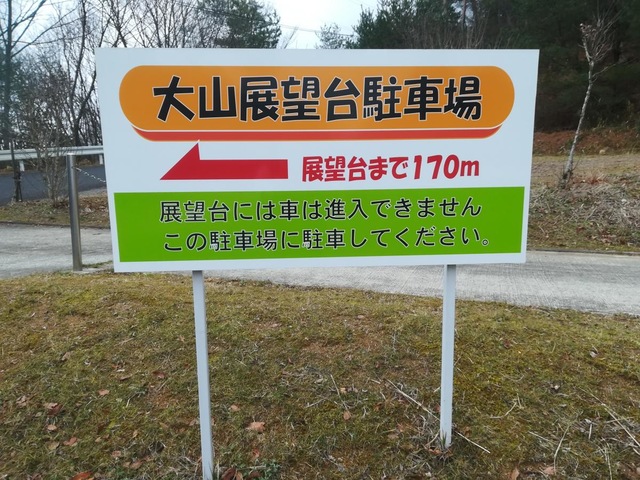 大山展望台駐車場
展望台まで170m
展望台には車は進入できません
この駐車場に駐車してください。